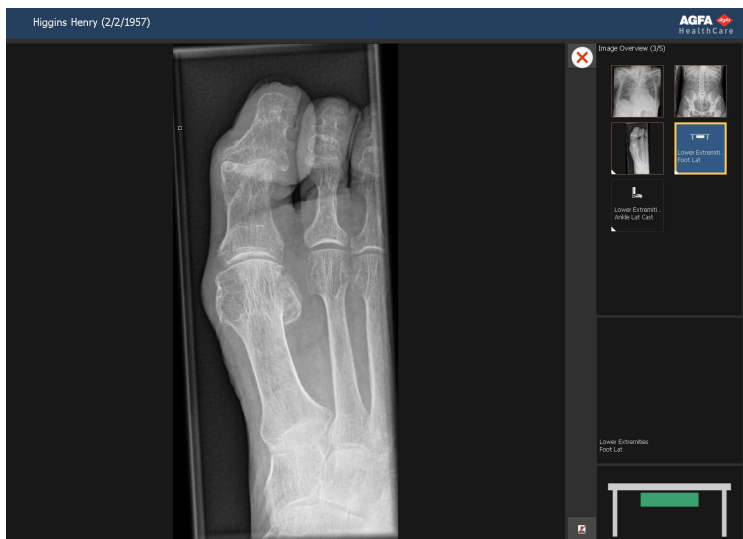 Higgins Henry (2/2/1957)
AGFA
HealthCare
Image Overview (3/5)
Lower Extremiti...
Foot Lat
Lower Extremiti...
Ankle Lat Cast
Lower Extremities
Foot Lat